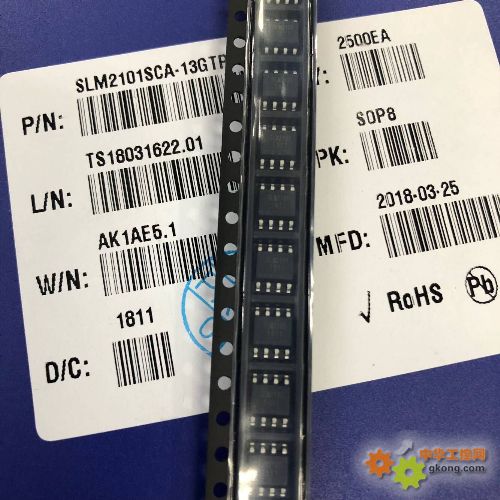 SLM2101SCA-13GTR
2500EA
P/N:
Y:
TS18031622.01
SOP8
L/N:
PK:
AK1AE5.1
2018-03-25
W/N:
MFD:
1811
RoHS
Pb
D/C:
中华工控网
gkong.com